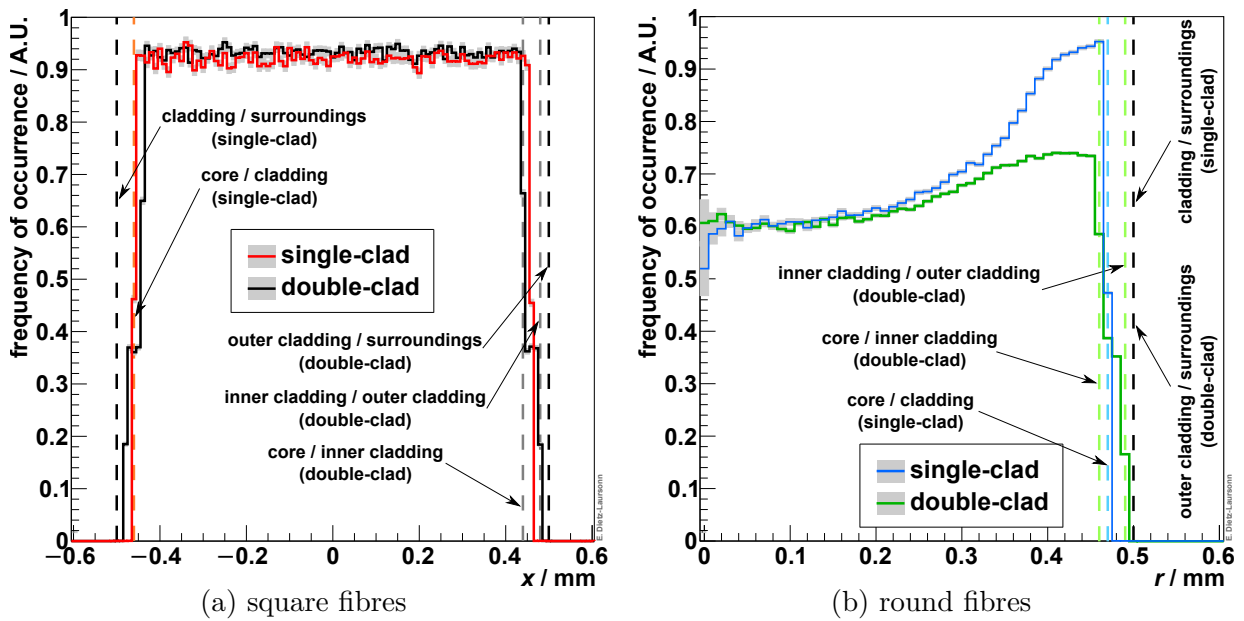 frequency of occurrence / A.U.
1
0.9
0.8
0.7
0.6
0.5
0.4
0.3
0.2
0.1
0
cladding / surroundings
(single-clad)
core / cladding
(single-clad)
single-clad
double-clad
outer cladding / surroundings
(double-clad)
inner cladding / outer cladding
(double-clad)
core / inner cladding
(double-clad)
−0.6 −0.4 −0.2 0 0.2 0.4 0.6
x / mm
E. Dietz-Laursonn
(a) square fibres
frequency of occurrence / A.U.
1
0.9
0.8
0.7
0.6
0.5
0.4
0.3
0.2
0.1
0
cladding / surroundings
(single-clad)
inner cladding / outer cladding
(double-clad)
core / inner cladding
(double-clad)
core / cladding
(single-clad)
outer cladding / surroundings
(double-clad)
single-clad
double-clad
0 0.1 0.2 0.3 0.4 0.5 0.6
r / mm
E. Dietz-Laursonn
(b) round fibres